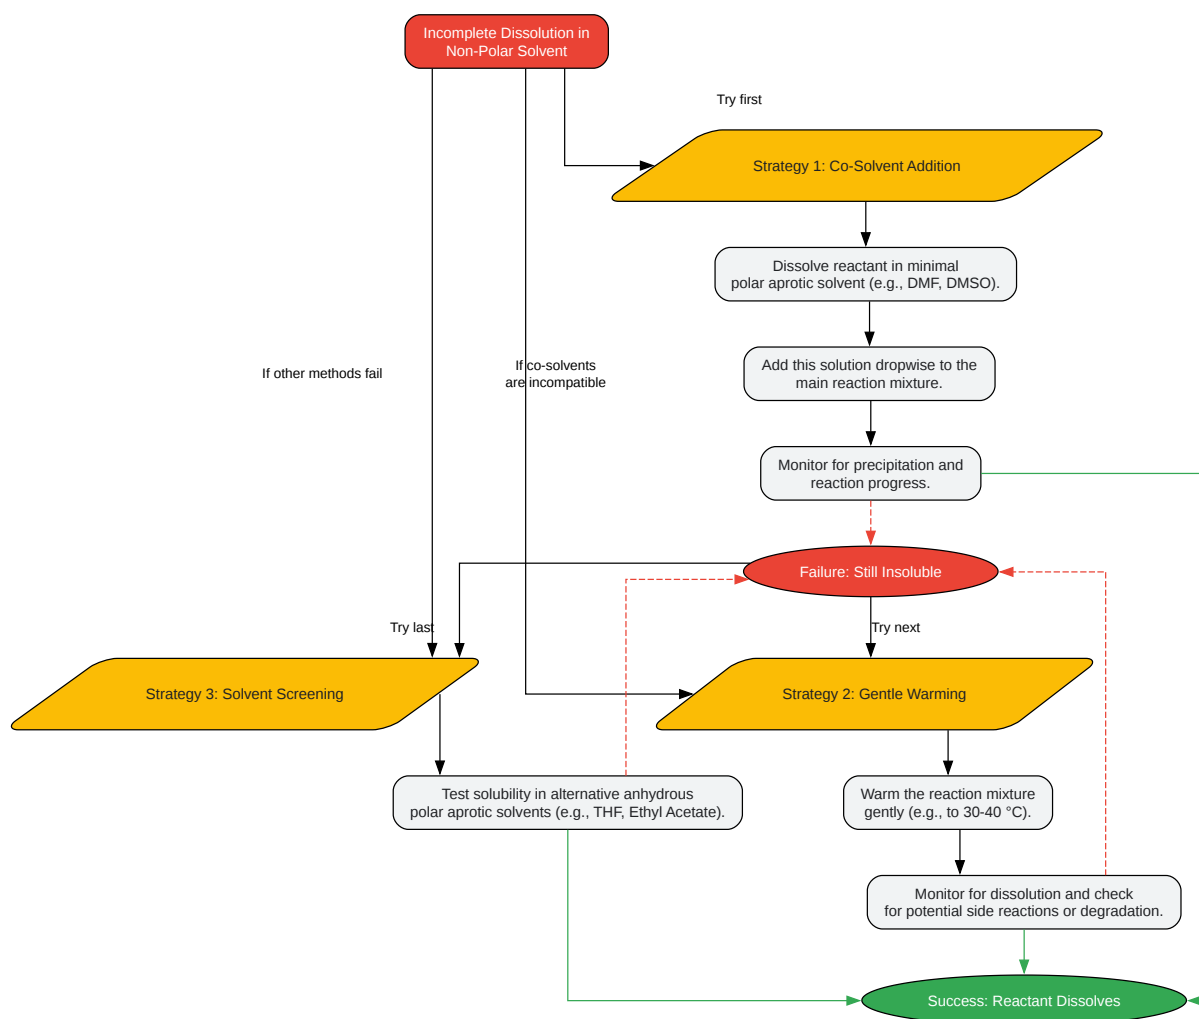 Incomplete Dissolution in
Non-Polar Solvent
Try first
Strategy 1: Co-Solvent Addition
Dissolve reactant in minimal
polar aprotic solvent (e.g., DMF, DMSO).
If other methods fail
If co-solvents
are incompatible
Add this solution dropwise to the
main reaction mixture.
Monitor for precipitation and
reaction progress.
Failure: Still Insoluble
Try last
Try next
Strategy 3: Solvent Screening
Strategy 2: Gentle Warming
Test solubility in alternative anhydrous
polar aprotic solvents (e.g., THF, Ethyl Acetate).
Warm the reaction mixture
gently (e.g., to 30-40 °C).
Monitor for dissolution and check
for potential side reactions or degradation.
Success: Reactant Dissolves